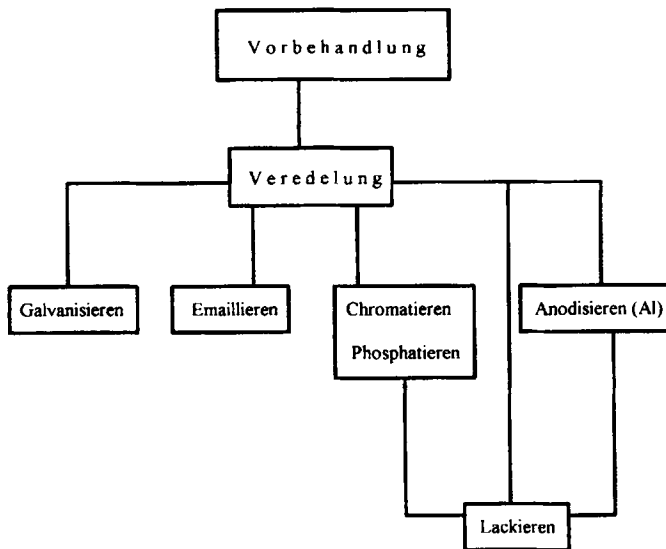 Vorbehandlung
Veredelung
Galvanisieren
Emaillieren
Chromatieren
Phosphatieren
Anodisieren (Al)
Lackieren